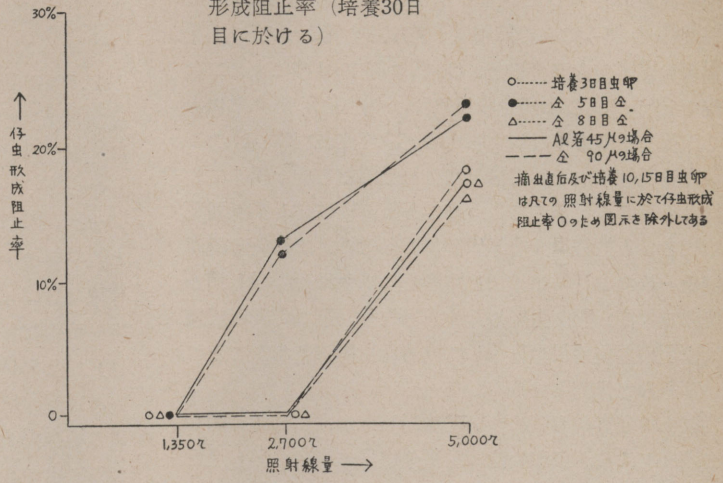 形成阻止率(培養30日
目に於ける)
30%
20%
10%
0
↑仔虫形成阻止率
1,350r
2,700r
5,000r
照射線量 →
○……培養3日目虫卵
●……仝 5日目仝
△……仝 8日目仝
—— Al箔45μの場合
--- 仝 90μの場合
摘出直后及び培養10,15日目虫卵
は凡ての照射線量に於て仔虫形成
阻止率0のため図示を除外してある